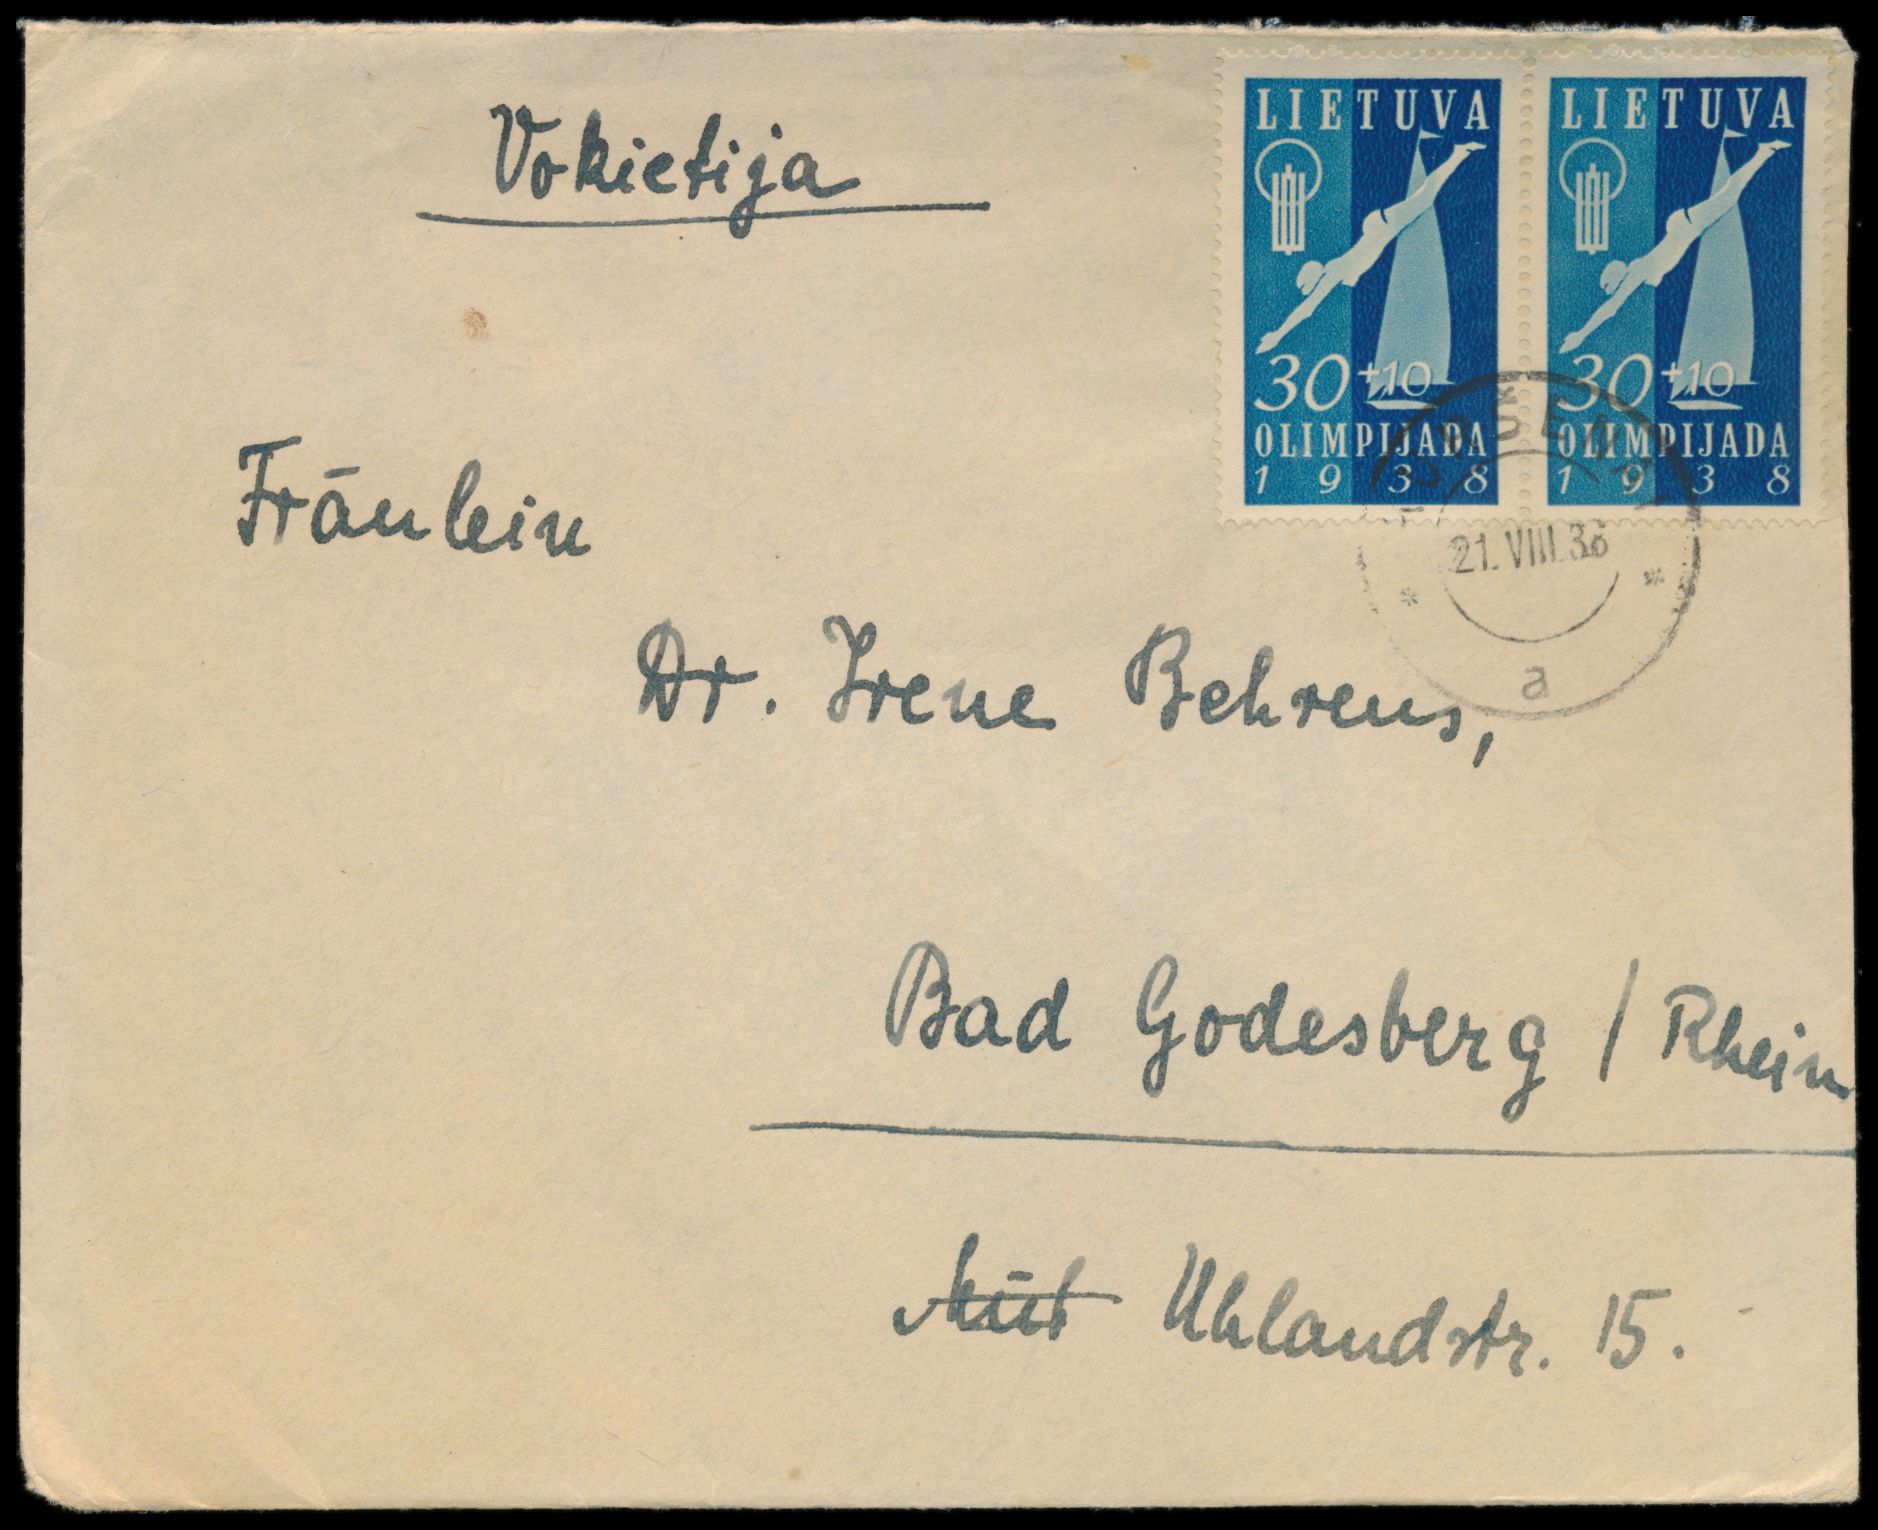 Vokietija
LIETUVA
30+10
OLIMPIJADA
1938
LIETUVA
30+10
OLIMPIJADA
1938
21.VIII.38
* *
a
Fräulein
Dr. Irene Behrens,
Bad Godesberg / Rhein
Uhlandstr. 15.